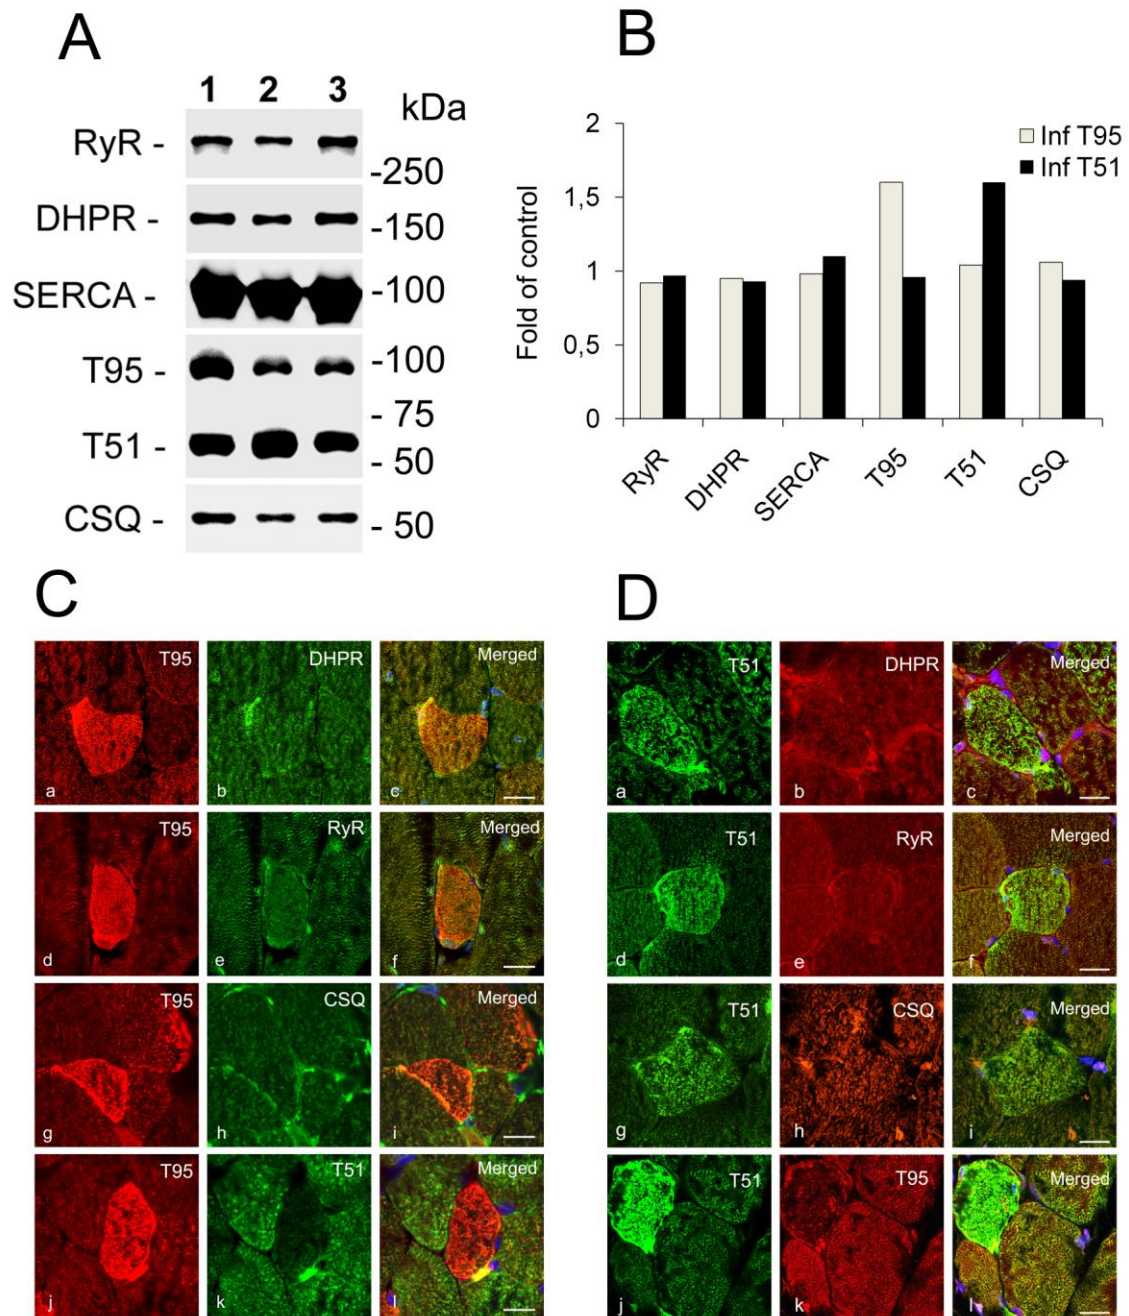 A
1 2 3 kDa
RyR -
-250
DHPR - -150
SERCA - -100
T95 - -100
- 75
T51 - - 50
CSQ - - 50
B
2
1,5
1
0,5
0
Fold of control
Inf T95
Inf T51
RyR DHPR SERCA T95 T51 CSQ
C
T95 DHPR Merged
a b c
T95 RyR Merged
d e f
T95 CSQ Merged
g h i
T95 T51 Merged
j k l
D
T51 DHPR Merged
a b c
T51 RyR Merged
d e f
T51 CSQ Merged
g h i
T51 T95 Merged
j k l